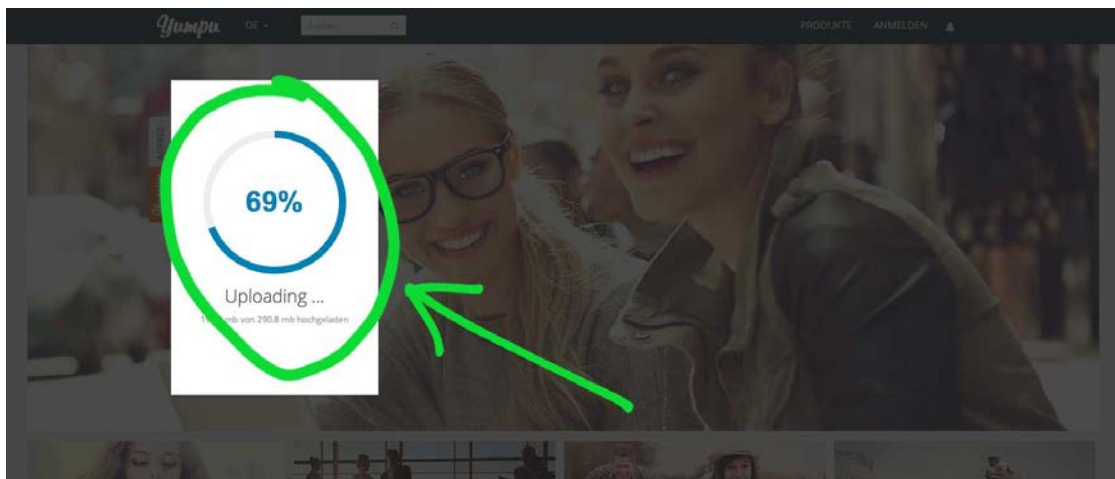 Yumpu DE Suchen PRODUKTE ANMELDEN
69%
Uploading ...
mb von 290.8 mb hochgeladen